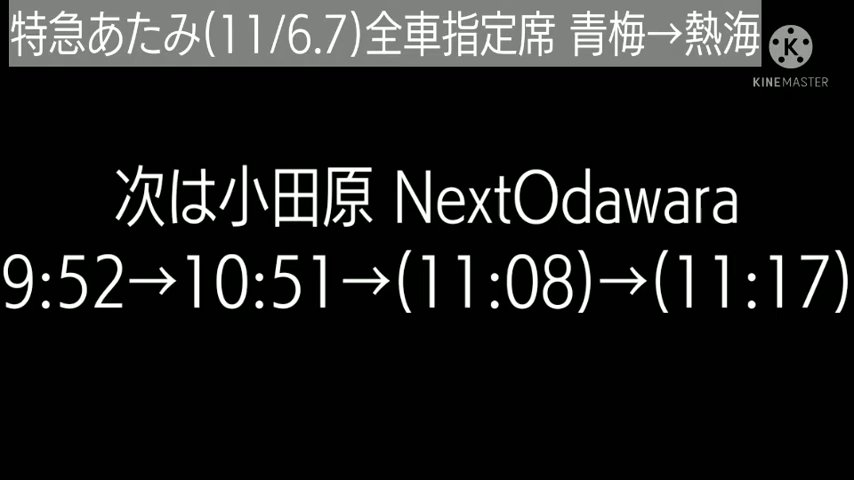 特急あたみ(11/6.7)全車指定席 青梅→熱海
K
KINEMASTER
次は小田原 NextOdawara
9:52→10:51→(11:08)→(11:17)